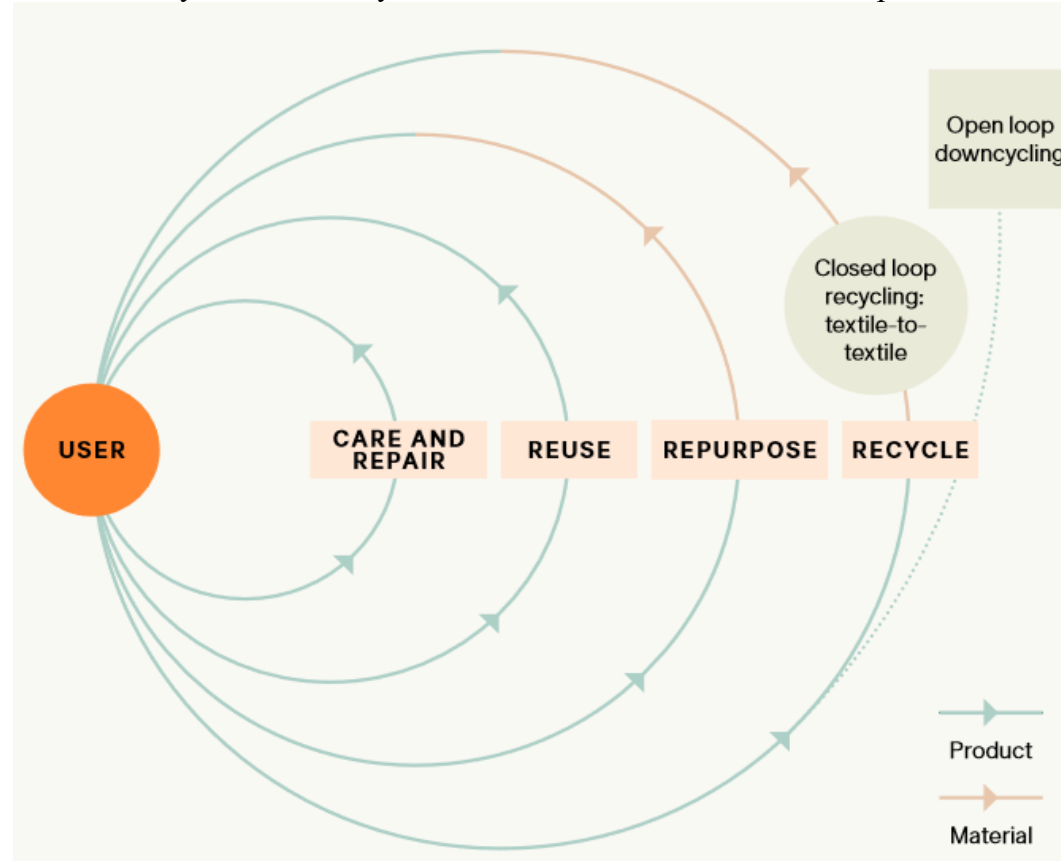 Open loop
downcycling
Closed loop
recycling:
textile-to-
textile
USER
CARE AND
REPAIR
REUSE
REPURPOSE
RECYCLE
Product
Material